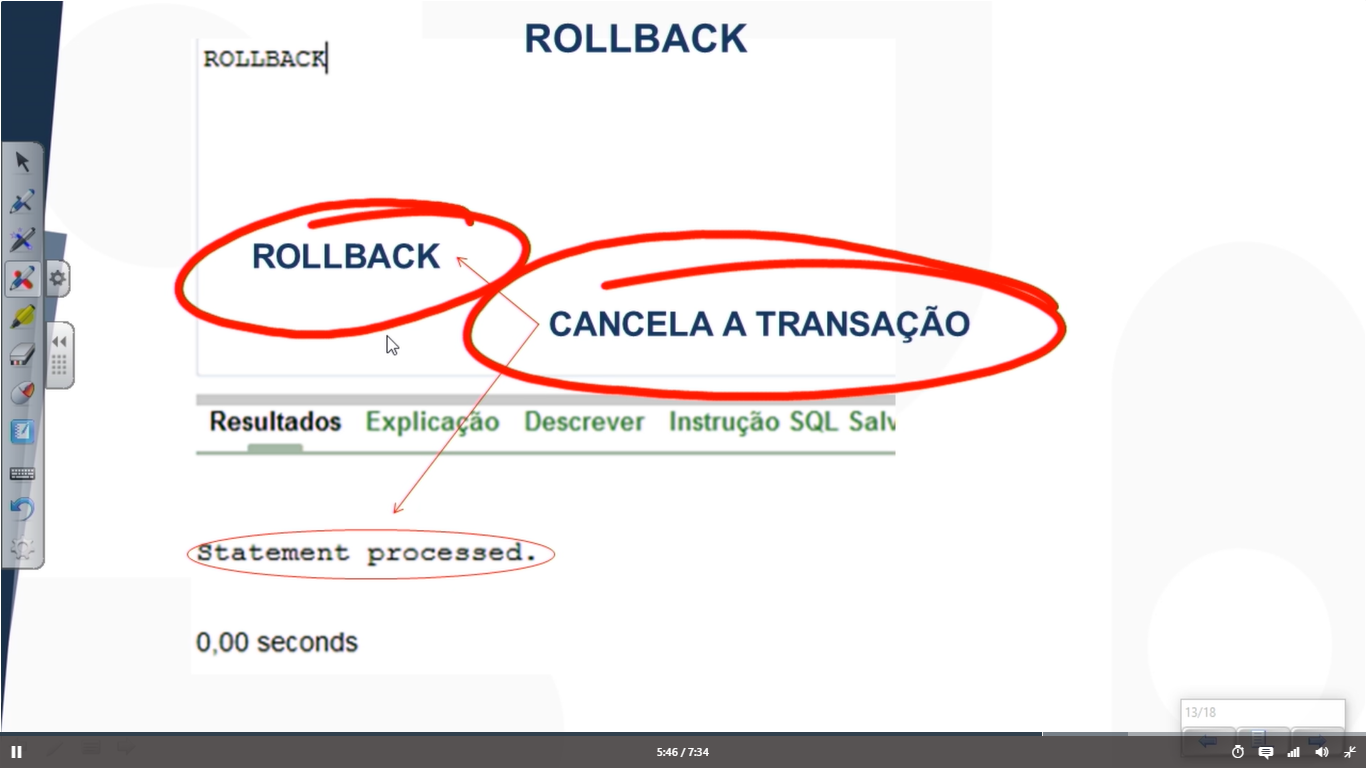 ROLLBACK
ROLLBACK
ROLLBACK
CANCELA A TRANSAÇÃO
Resultados Explicação Descrever Instrução SQL Salv
Statement processed.
0,00 seconds
13/18
5:46 / 7:34